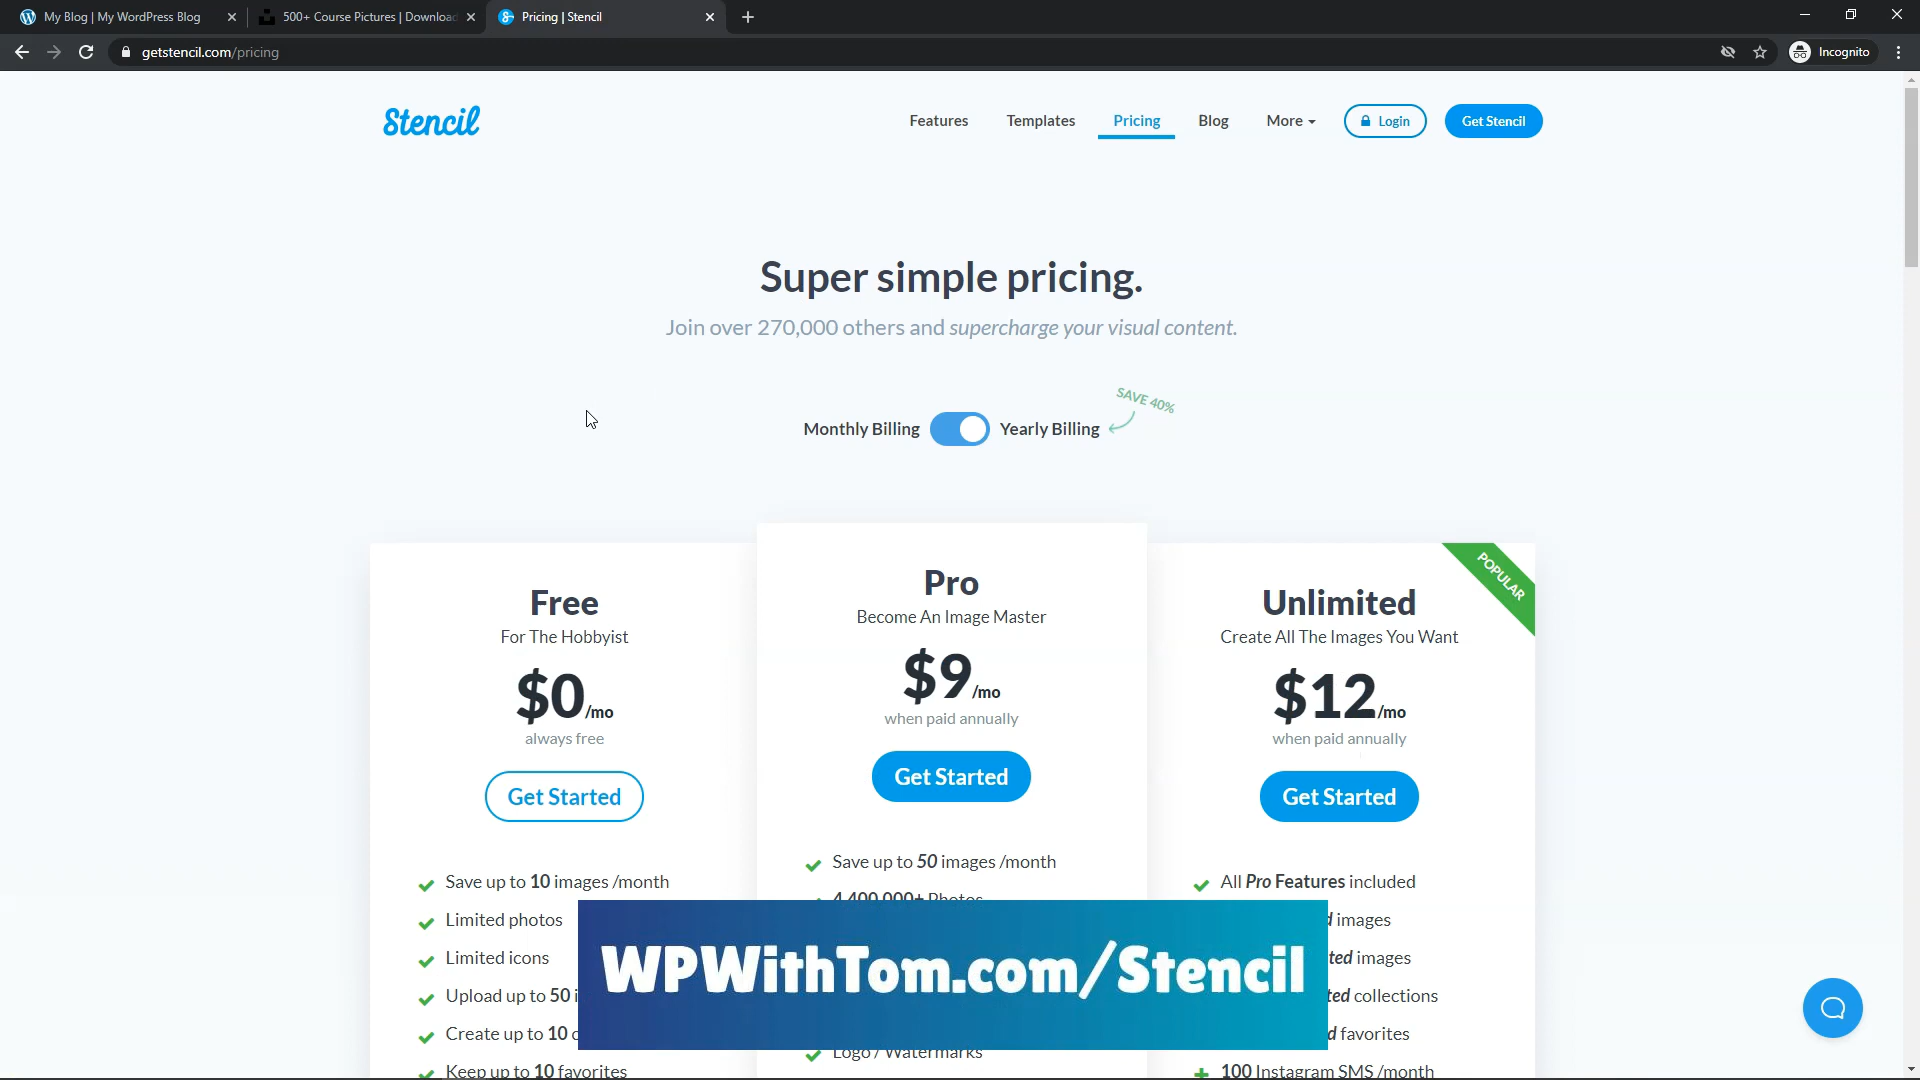 My Blog | My WordPress Blog
500+ Course Pictures | Download
Pricing | Stencil
getstencil.com/pricing
Incognito
Stencil
Features
Templates
Pricing
Blog
More
Login
Get Stencil
Super simple pricing.
Join over 270,000 others and supercharge your visual content.
SAVE 40%
Monthly Billing
Yearly Billing
Free
For The Hobbyist
$0/mo
always free
Get Started
Save up to 10 images /month
Limited photos
Limited icons
Upload up to 50 i
Create up to 10 c
Keep up to 10 favorites
Pro
Become An Image Master
$9/mo
when paid annually
Get Started
Save up to 50 images /month
4,400,000+ Photos
Logo / Watermarks
POPULAR
Unlimited
Create All The Images You Want
$12/mo
when paid annually
Get Started
All Pro Features included
d images
ted images
ted collections
d favorites
100 Instagram SMS /month
WPWithTom.com/Stencil